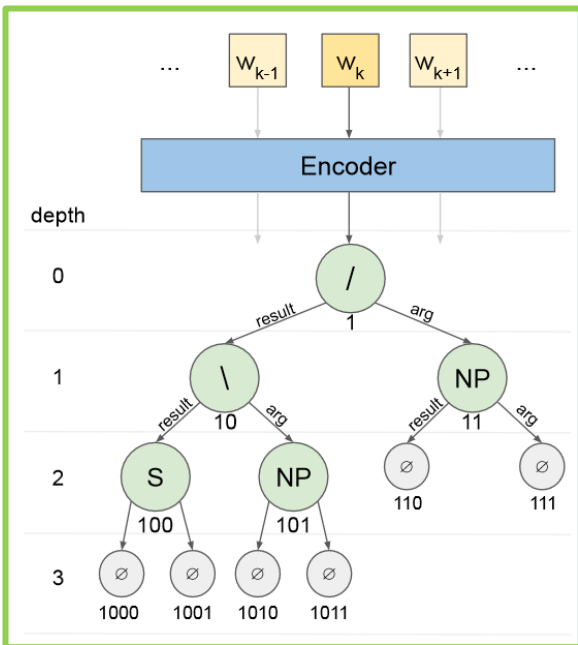 ... w_{k-1} w_k w_{k+1} ...
Encoder
depth
0 /
result 1 arg
1 \ NP
result 10 arg result 11 arg
2 S NP ∅ ∅
100 101 110 111
3 ∅ ∅ ∅ ∅
1000 1001 1010 1011